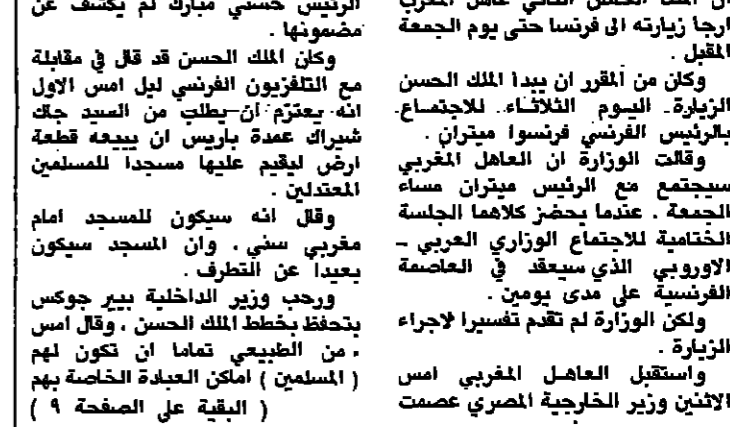 ان الملك الحسن الثاني عاهل المغرب
ارجأ زيارته الى فرنسا حتى يوم الجمعة
المقبل .
وكان من المقرر ان يبدأ الملك الحسن
الزيارة اليوم الثلاثاء للاجتماع
بالرئيس الفرنسي فرنسوا ميتران .
وقالت الوزارة ان العاهل المغربي
سيجتمع مع الرئيس ميتران مساء
الجمعة . عندما يحضر كلاهما الجلسة
الختامية للاجتماع الوزاري العربي ـ
الاوروبي الذي سيعقد في العاصمة
الفرنسية على مدى يومين .
ولكن الوزارة لم تقدم تفسيرا لاجراء
الزيارة .
واستقبل العاهل المغربي امس
الاثنين وزير الخارجية المصري عصمت
الرئيس حسني مبارك لم يكشف عن
مضمونها .
وكان الملك الحسن قد قال في مقابلة
مع التلفزيون الفرنسي ليل امس الاول
انه يعتزم ان يطلب من السيد جاك
شيراك عمدة باريس ان يبيعه قطعة
ارض ليقيم عليها مسجدا للمسلمين
المعتدلين .
وقال انه سيكون للمسجد امام
مغربي سني . وان المسجد سيكون
بعيدا عن التطرف .
ورحب وزير الداخلية بيير جوكس
بتحفظ بخطط الملك الحسن . وقال امس
، من الطبيعي تماما ان تكون لهم
( المسلمين ) اماكن العبادة الخاصة بهم
( البقية على الصفحة ٩ )